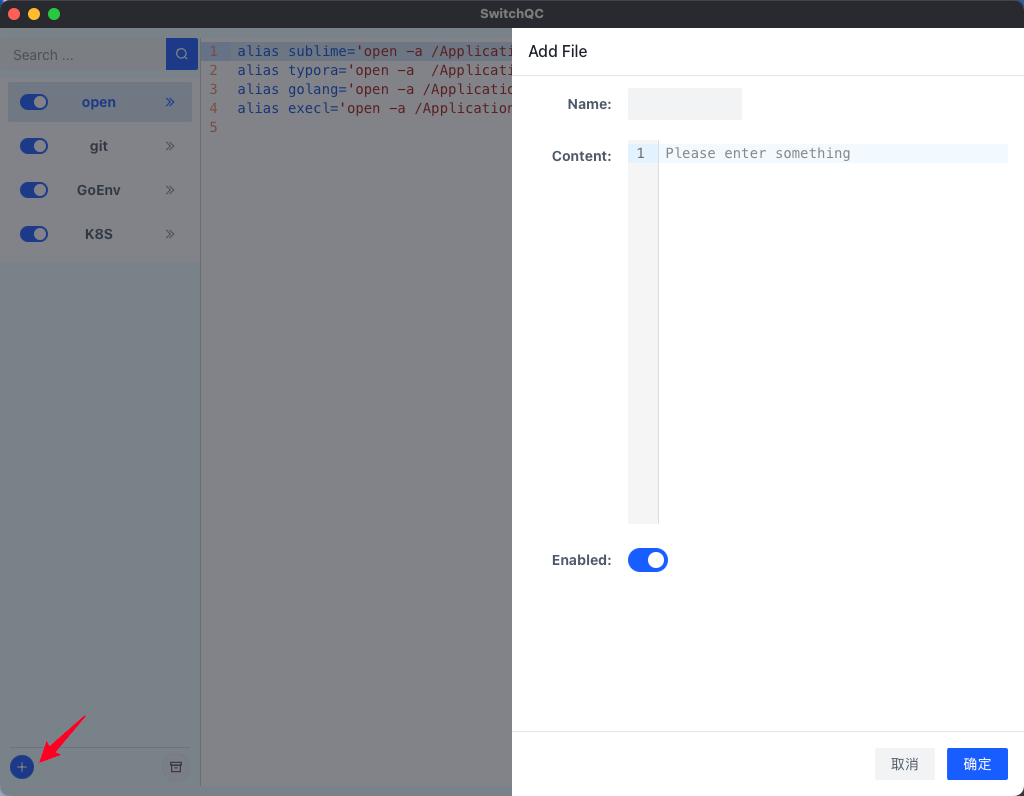 SwitchQC
Search ...
open
git
GoEnv
K8S
1 alias sublime='open -a /Applicati
2 alias typora='open -a  /Applicati
3 alias golang='open -a /Applicatio
4 alias execl='open -a /Application
5
Add File
Name:
Content:
1 Please enter something
Enabled:
取消
确定